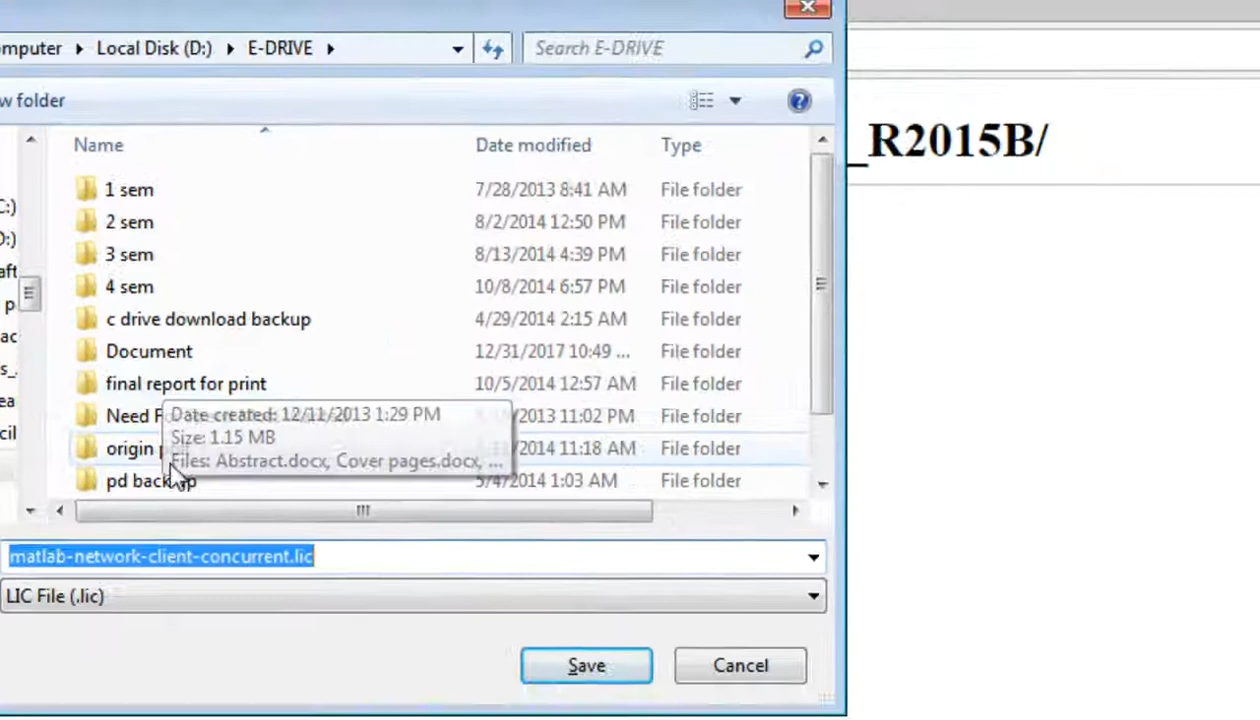 omputer Local Disk (D:) E-DRIVE Search E-DRIVE
w folder
_R2015B/
Name Date modified Type
1 sem 7/28/2013 8:41 AM File folder
C:)
2 sem 8/2/2014 12:50 PM File folder
D:)
3 sem 8/13/2014 4:39 PM File folder
aft
4 sem 10/8/2014 6:57 PM File folder
p
c drive download backup 4/29/2014 2:15 AM File folder
ac
Document 12/31/2017 10:49 ... File folder
s_
final report for print 10/5/2014 12:57 AM File folder
ea
Need F 2013 11:02 PM File folder
Date created: 12/11/2013 1:29 PM
cil
Size: 1.15 MB
origin 2014 11:18 AM File folder
Files: Abstract.docx, Cover pages.docx, ...
pd backup 5/4/2014 1:03 AM File folder
matlab-network-client-concurrent.lic
LIC File (.lic)
Save Cancel